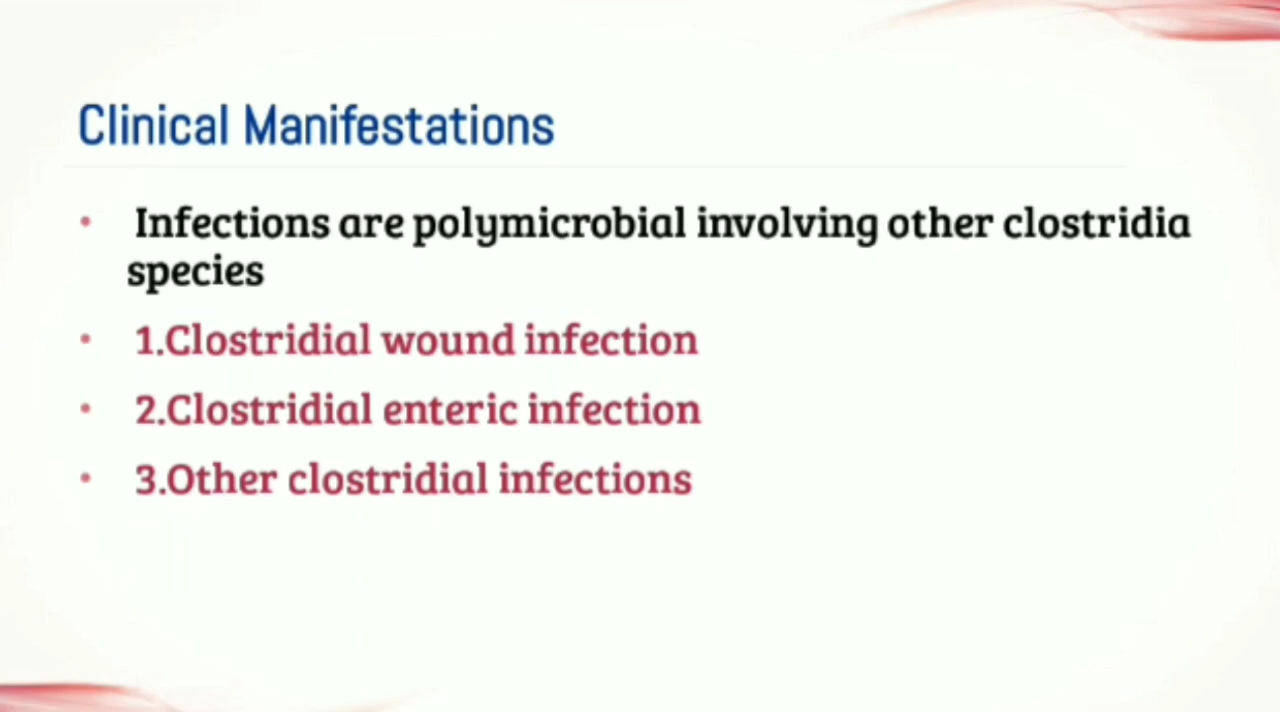 Clinical Manifestations
• Infections are polymicrobial involving other clostridia
species
• 1.Clostridial wound infection
• 2.Clostridial enteric infection
• 3.Other clostridial infections